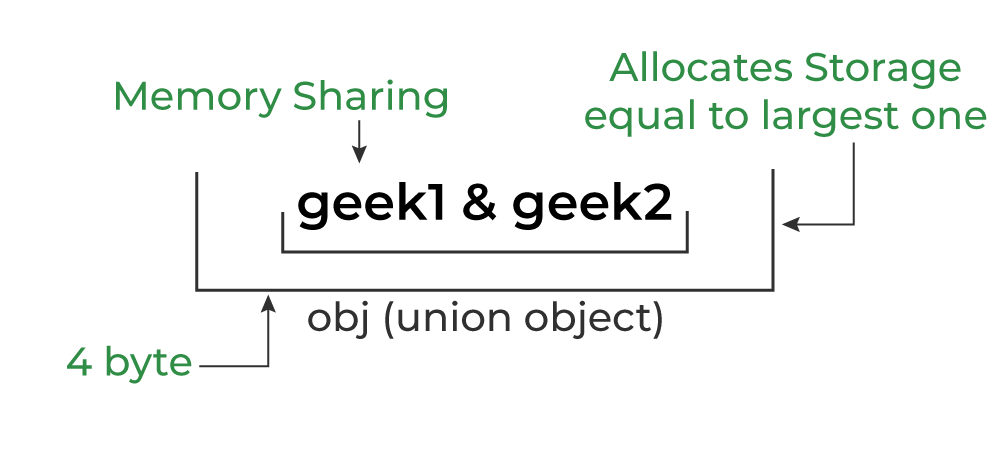 Memory Sharing
Allocates Storage
equal to largest one
geek1 & geek2
obj (union object)
4 byte